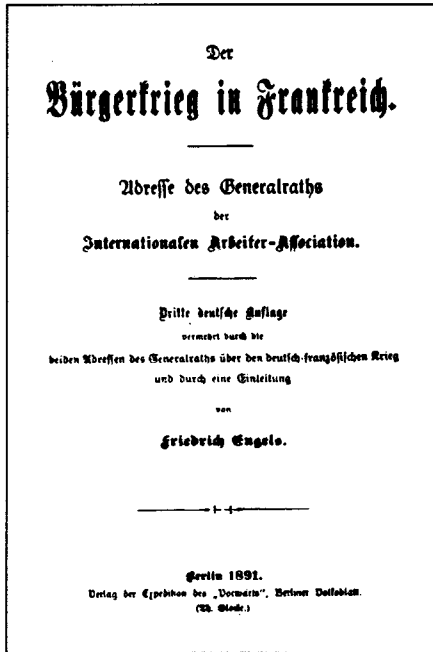 Der
Bürgerkrieg in Frankreich.
Adresse des Generalraths
der
Internationalen Arbeiter-Association.
Dritte deutsche Auflage
vermehrt durch die
beiden Adressen des Generalraths über den deutsch-französischen Krieg
und durch eine Einleitung
von
Friedrich Engels.
Berlin 1891.
Verlag der Expedition des „Vorwärts“, Berliner Volksblatt.
(Th. Glocke.)